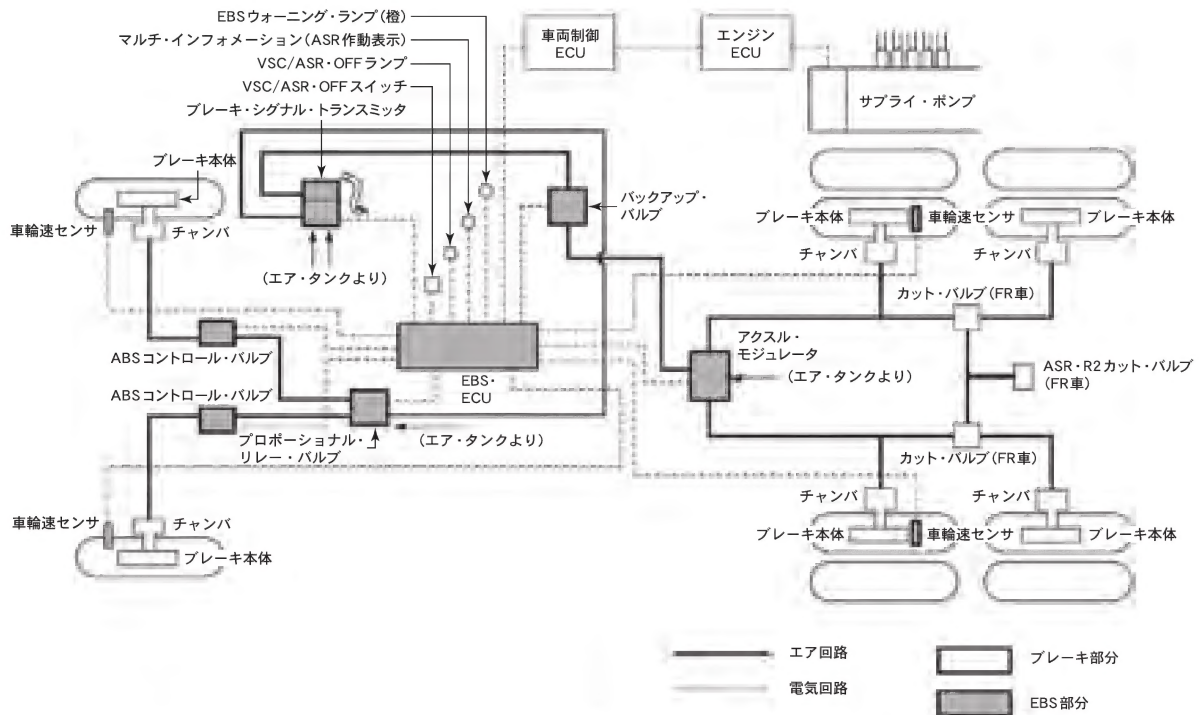 EBSウォーニング・ランプ(橙)
マルチ・インフォメーション(ASR作動表示)
VSC/ASR・OFFランプ
VSC/ASR・OFFスイッチ
ブレーキ・シグナル・トランスミッタ
車両制御
ECU
エンジン
ECU
サプライ・ポンプ
ブレーキ本体
車輪速センサ
チャンバ
(エア・タンクより)
バックアップ・
バルブ
ブレーキ本体
車輪速センサ
ブレーキ本体
チャンバ
チャンバ
カット・バルブ(FR車)
ABSコントロール・バルブ
EBS・
ECU
アクスル・
モジュレータ
(エア・タンクより)
ASR・R2カット・バルブ
(FR車)
ABSコントロール・バルブ
プロポーショナル・
リレー・バルブ
(エア・タンクより)
カット・バルブ(FR車)
車輪速センサ
チャンバ
ブレーキ本体
チャンバ
チャンバ
ブレーキ本体
車輪速センサ
ブレーキ本体
エア回路
電気回路
ブレーキ部分
EBS部分